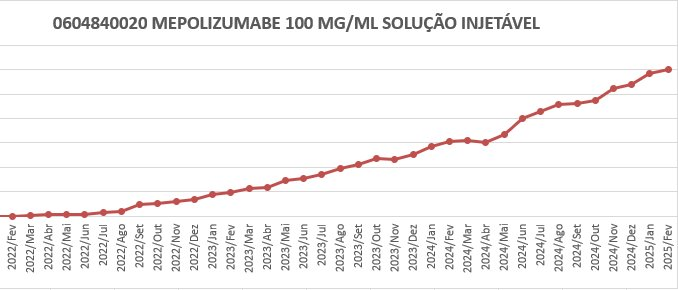 0604840020 MEPOLIZUMABE 100 MG/ML SOLUÇÃO INJETÁVEL
2022/Fev
2022/Mar
2022/Abr
2022/Mai
2022/Jun
2022/Jul
2022/Ago
2022/Set
2022/Out
2022/Nov
2022/Dez
2023/Jan
2023/Fev
2023/Mar
2023/Abr
2023/Mai
2023/Jun
2023/Jul
2023/Ago
2023/Set
2023/Out
2023/Nov
2023/Dez
2024/Jan
2024/Fev
2024/Mar
2024/Abr
2024/Mai
2024/Jun
2024/Jul
2024/Ago
2024/Set
2024/Out
2024/Nov
2024/Dez
2025/Jan
2025/Fev